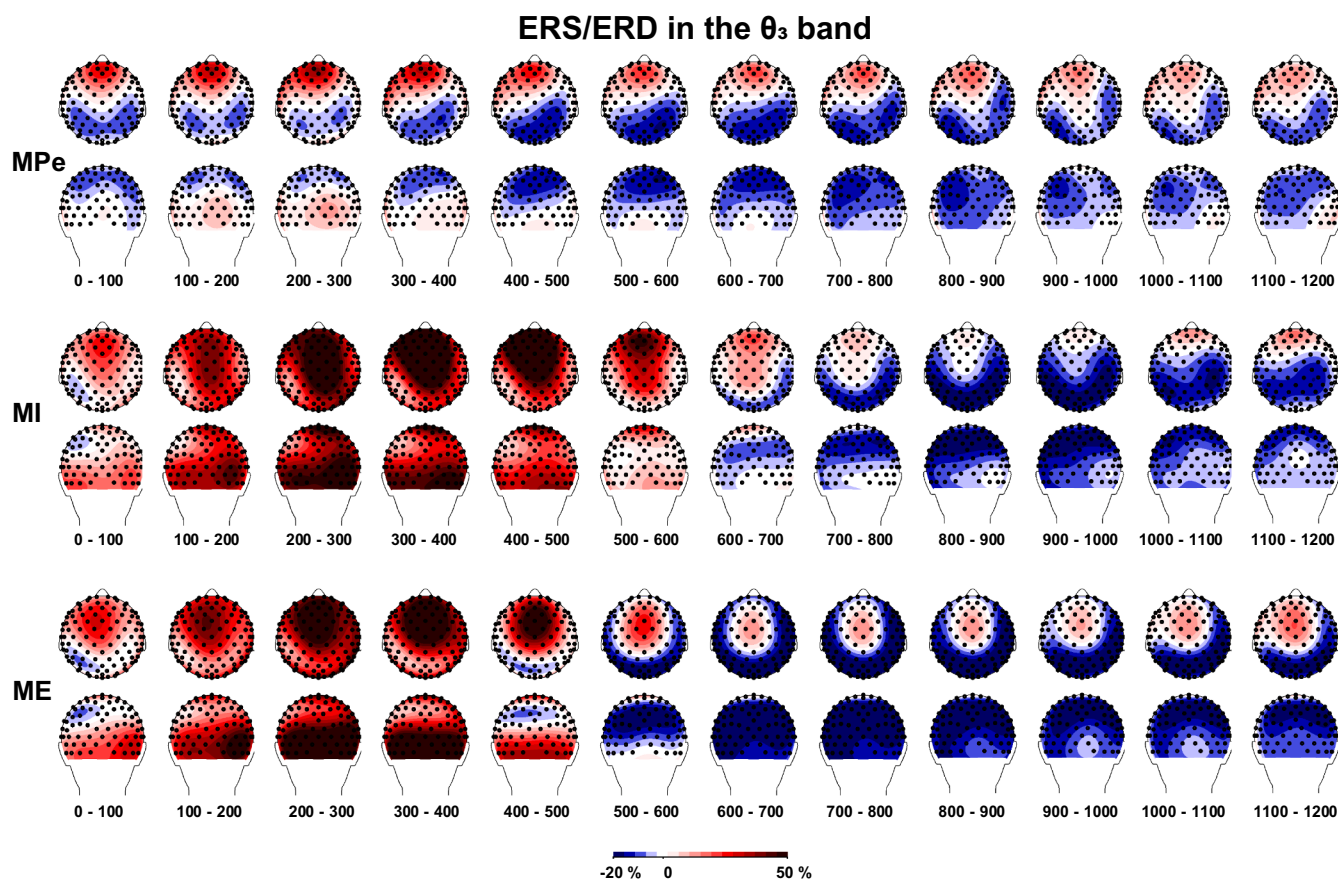 ERS/ERD in the θ₃ band
MPe
0 - 100 100 - 200 200 - 300 300 - 400 400 - 500 500 - 600 600 - 700 700 - 800 800 - 900 900 - 1000 1000 - 1100 1100 - 1200
MI
0 - 100 100 - 200 200 - 300 300 - 400 400 - 500 500 - 600 600 - 700 700 - 800 800 - 900 900 - 1000 1000 - 1100 1100 - 1200
ME
0 - 100 100 - 200 200 - 300 300 - 400 400 - 500 500 - 600 600 - 700 700 - 800 800 - 900 900 - 1000 1000 - 1100 1100 - 1200
-20 % 0 50 %